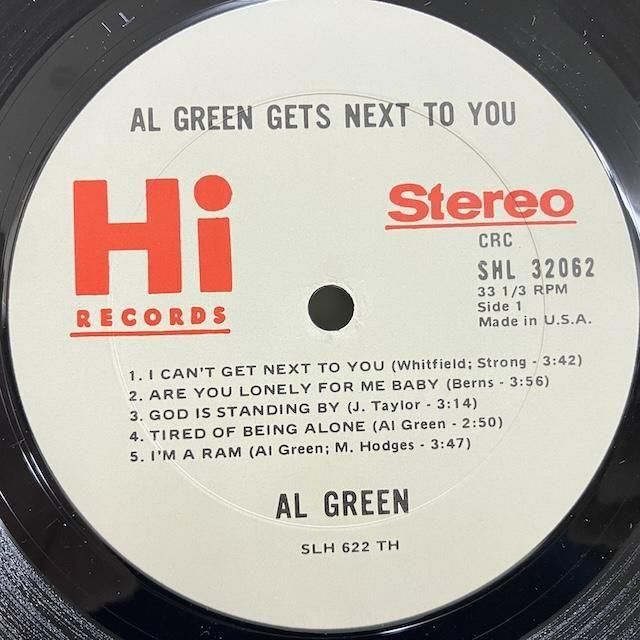 AL GREEN GETS NEXT TO YOU
Hi
RECORDS
Stereo
CRC
SHL 32062
33 1/3 RPM
Side 1
Made in U.S.A.
1. I CAN'T GET NEXT TO YOU (Whitfield; Strong - 3:42)
2. ARE YOU LONELY FOR ME BABY (Berns - 3:56)
3. GOD IS STANDING BY (J. Taylor - 3:14)
4. TIRED OF BEING ALONE (Al Green - 2:50)
5. I'M A RAM (Al Green; M. Hodges - 3:47)
AL GREEN
SLH 622 TH